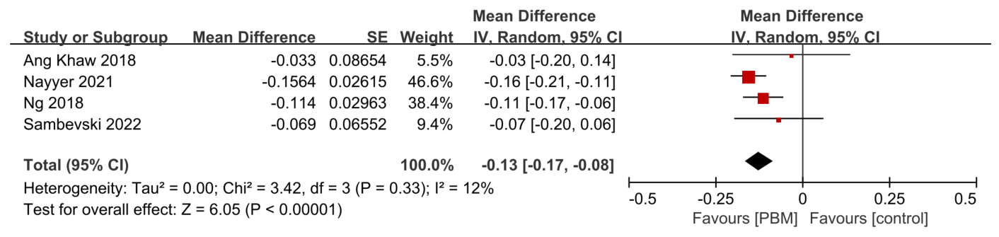 Mean Difference Mean Difference
Study or Subgroup Mean Difference SE Weight IV, Random, 95% CI IV, Random, 95% CI
Ang Khaw 2018 -0.033 0.08654 5.5% -0.03 [-0.20, 0.14]
Nayyer 2021 -0.1564 0.02615 46.6% -0.16 [-0.21, -0.11]
Ng 2018 -0.114 0.02963 38.4% -0.11 [-0.17, -0.06]
Sambevski 2022 -0.069 0.06552 9.4% -0.07 [-0.20, 0.06]
Total (95% CI) 100.0% -0.13 [-0.17, -0.08]
Heterogeneity: Tau² = 0.00; Chi² = 3.42, df = 3 (P = 0.33); I² = 12%
Test for overall effect: Z = 6.05 (P < 0.00001)
-0.5 -0.25 0 0.25 0.5
Favours [PBM] Favours [control]